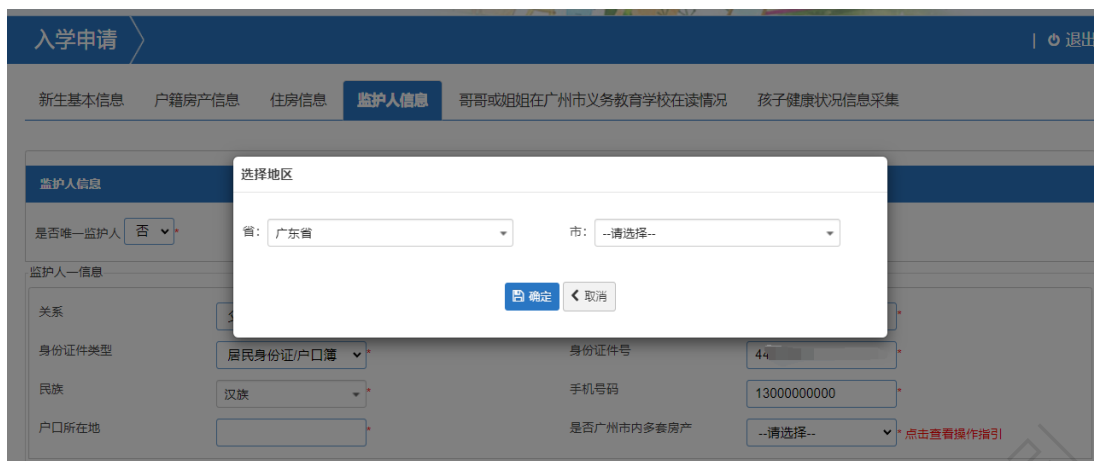 入学申请
退出
新生基本信息 户籍房产信息 住房信息 监护人信息 哥哥或姐姐在广州市义务教育学校在读情况 孩子健康状况信息采集
选择地区
监护人信息
是否唯一监护人 否 *
省： 广东省 市： --请选择--
监护人一信息
确定 取消
关系 *
身份证件类型 居民身份证/户口簿 * 身份证件号 44 *
民族 汉族 * 手机号码 13000000000 *
户口所在地 * 是否广州市内多套房产 --请选择-- * 点击查看操作指引